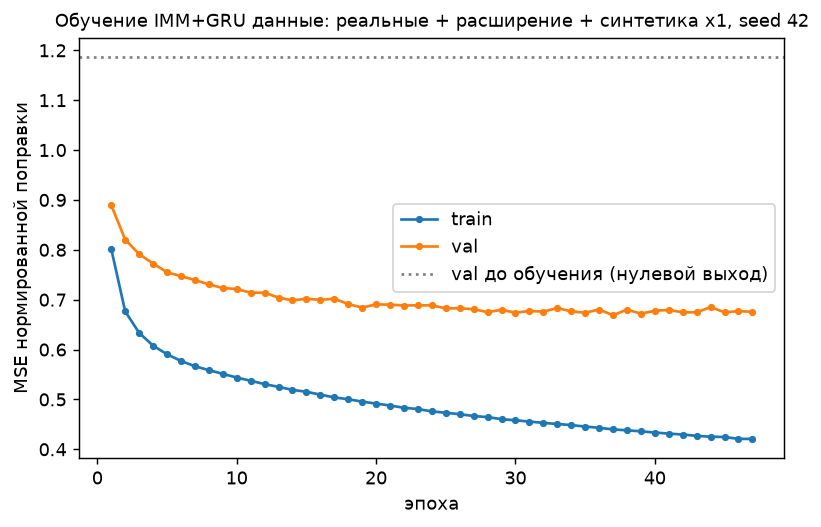 Обучение IMM+GRU данные: реальные + расширение + синтетика x1, seed 42
MSE нормированной поправки
1.2
1.1
1.0
0.9
0.8
0.7
0.6
0.5
0.4
train
val
val до обучения (нулевой выход)
0
10
20
30
40
эпоха